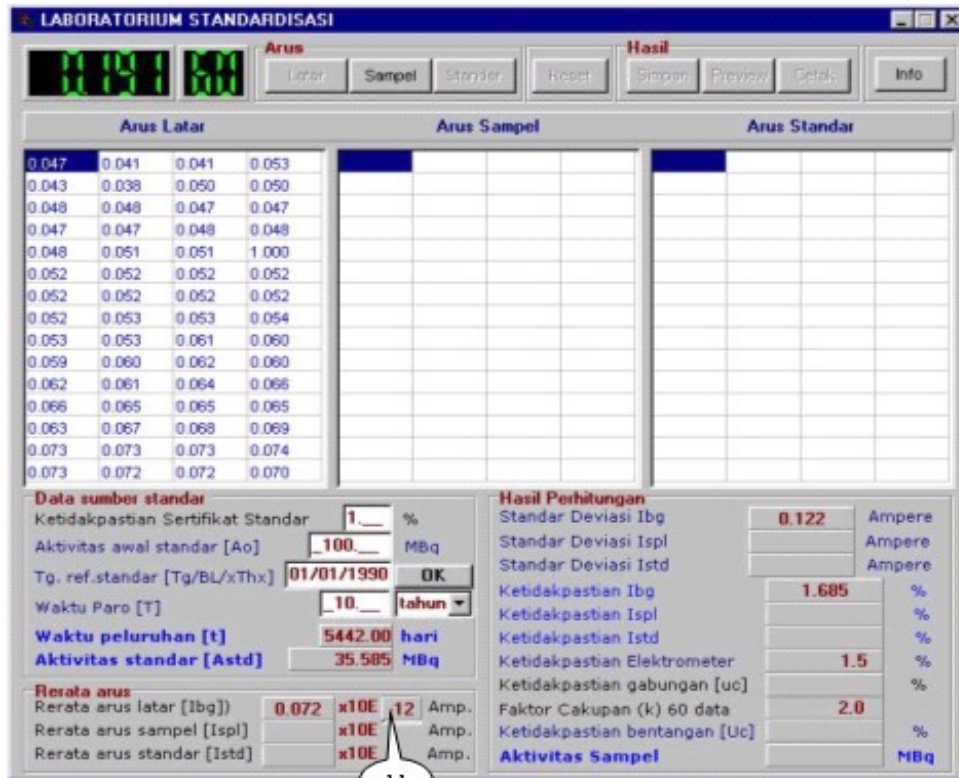 LABORATORIUM STANDARDISASI
0.191 60
Arus
Latar Sampel Standar Reset
Hasil
Simpan Preview Cetak Info
Arus Latar Arus Sampel Arus Standar
0.047 0.041 0.041 0.053
0.043 0.038 0.050 0.050
0.048 0.048 0.047 0.047
0.047 0.047 0.048 0.048
0.048 0.051 0.051 1.000
0.052 0.052 0.052 0.052
0.052 0.052 0.052 0.052
0.052 0.053 0.053 0.054
0.053 0.053 0.061 0.060
0.059 0.060 0.062 0.060
0.062 0.061 0.064 0.066
0.066 0.065 0.065 0.065
0.063 0.067 0.068 0.069
0.073 0.073 0.073 0.074
0.073 0.072 0.072 0.070
Data sumber standar
Ketidakpastian Sertifikat Standar 1.__ %
Aktivitas awal standar [Ao] _100.__ MBq
Tg. ref.standar [Tg/BL/xThx] 01/01/1990 OK
Waktu Paro [T] _10.__ tahun
Waktu peluruhan [t] 5442.00 hari
Aktivitas standar [Astd] 35.585 MBq
Rerata arus
Rerata arus latar [Ibg]) 0.072 x10E -12 Amp.
Rerata arus sampel [Ispl] x10E Amp.
Rerata arus standar [Istd] x10E Amp.
Hasil Perhitungan
Standar Deviasi Ibg 0.122 Ampere
Standar Deviasi Ispl Ampere
Standar Deviasi Istd Ampere
Ketidakpastian Ibg 1.685 %
Ketidakpastian Ispl %
Ketidakpastian Istd %
Ketidakpastian Elektrometer 1.5 %
Ketidakpastian gabungan [uc] %
Faktor Cakupan (k) 60 data 2.0
Ketidakpastian bentangan [Uc] %
Aktivitas Sampel MBq